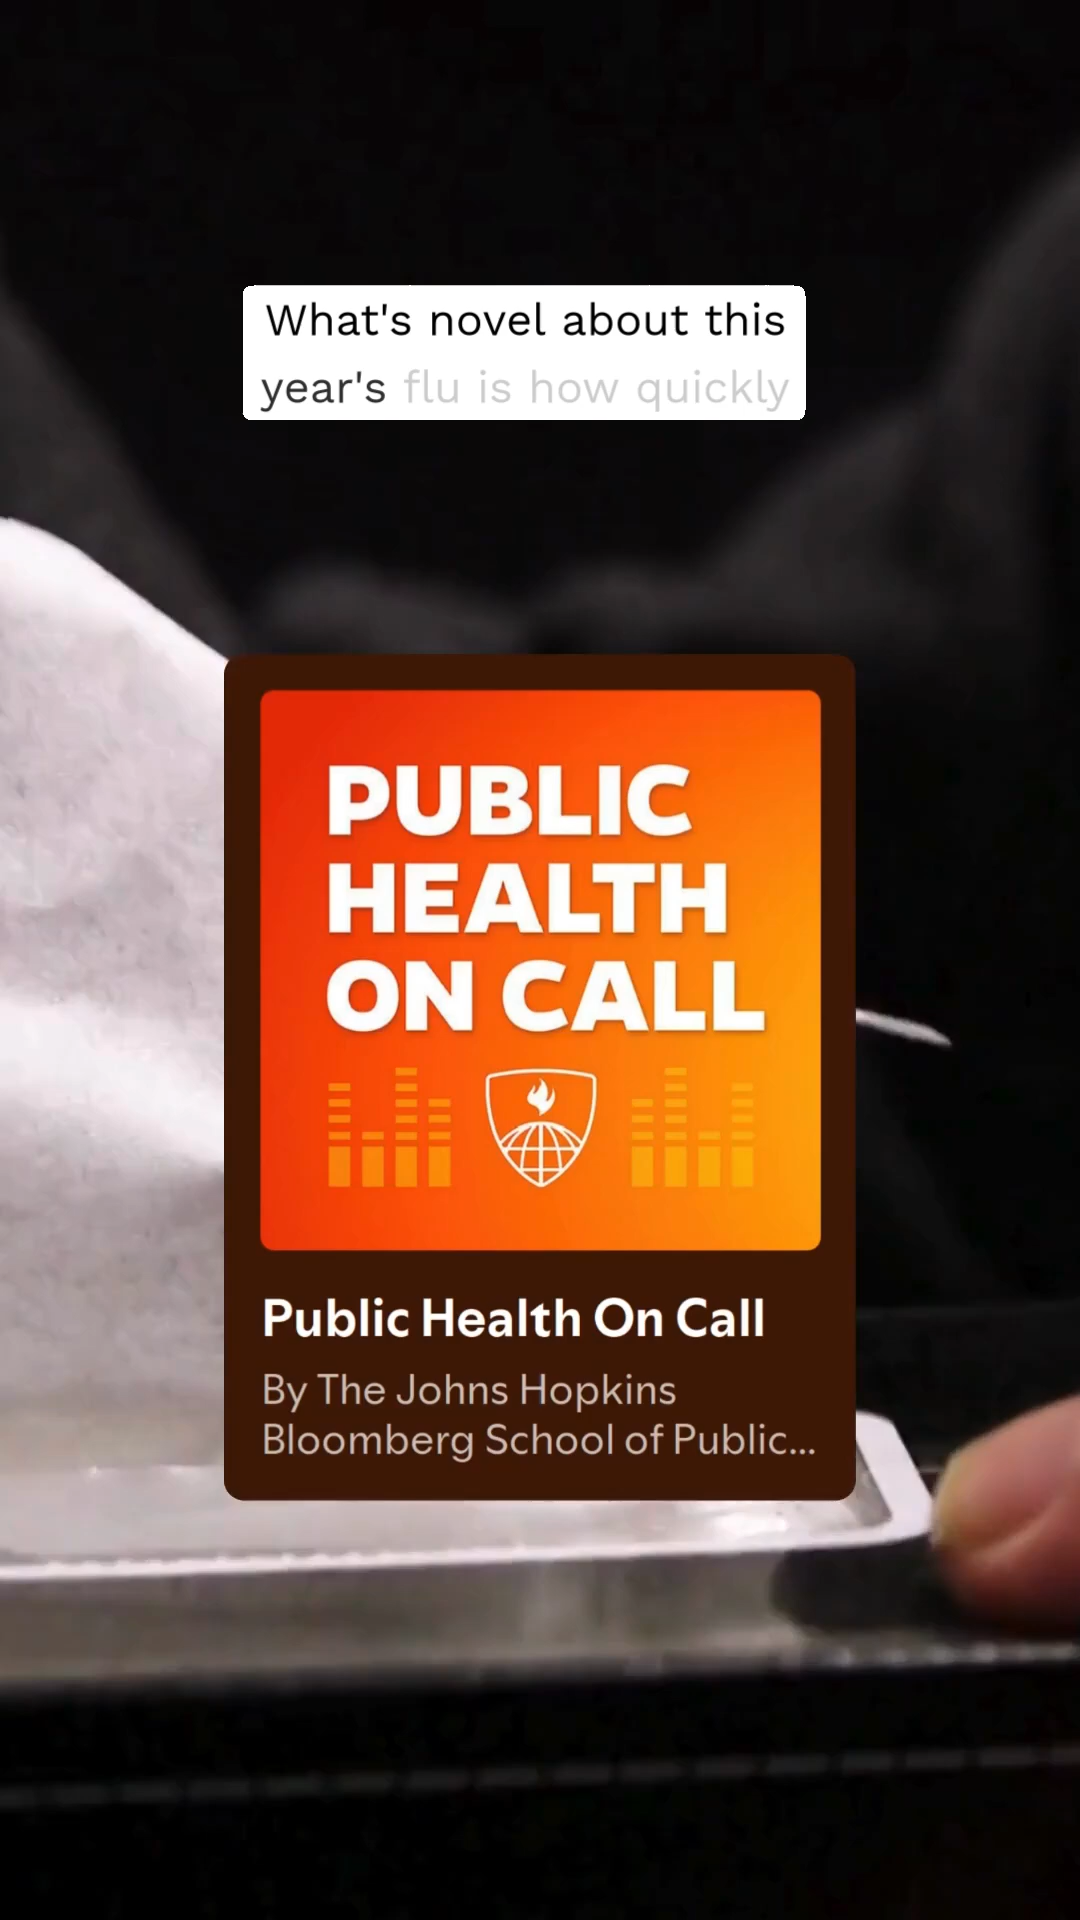 What's novel about this
year's flu is how quickly
PUBLIC
HEALTH
ON CALL
Public Health On Call
By The Johns Hopkins
Bloomberg School of Public...